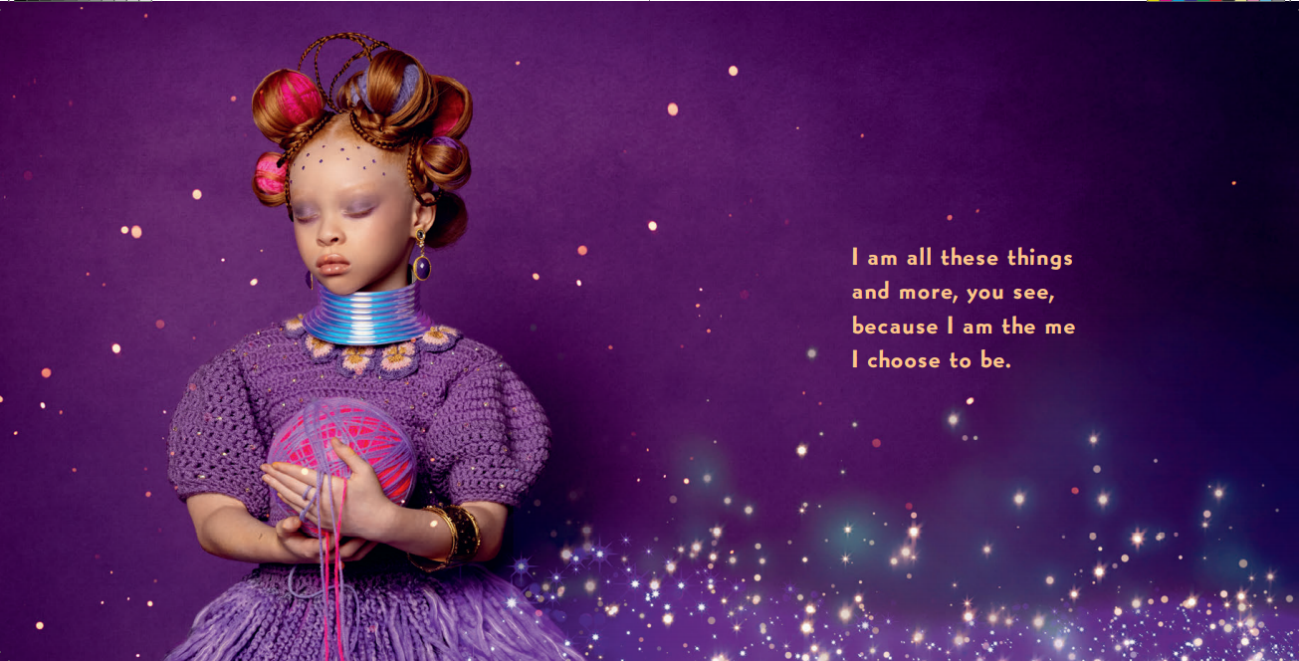 I am all these things
and more, you see,
because I am the me
I choose to be.